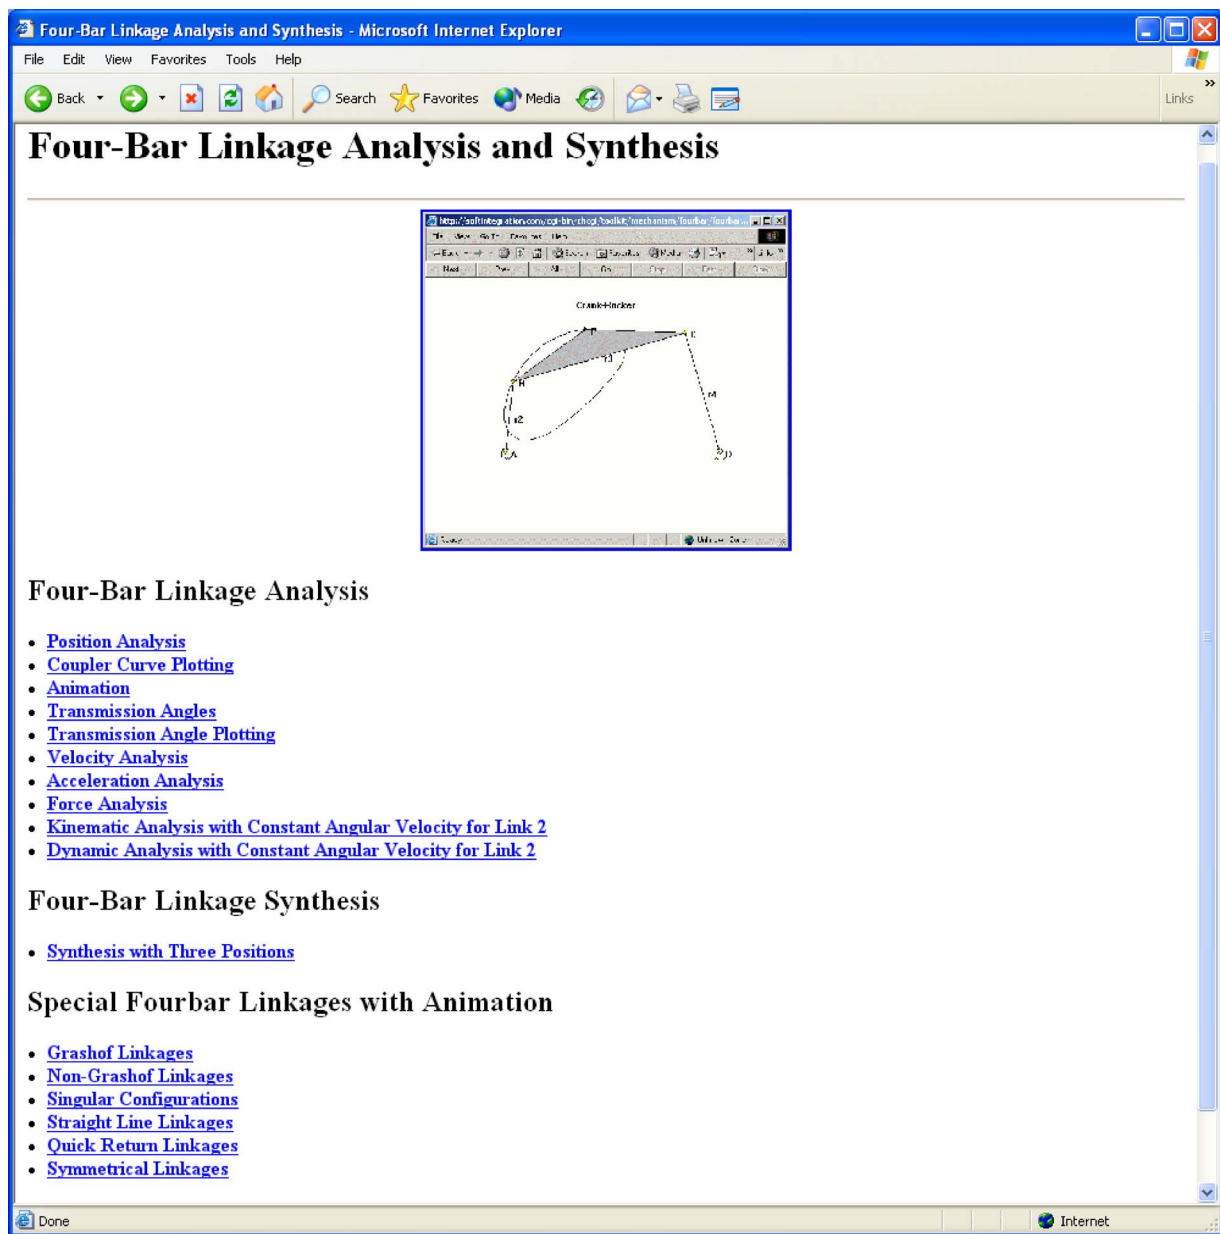 Four-Bar Linkage Analysis and Synthesis - Microsoft Internet Explorer
File Edit View Favorites Tools Help
Back Search Favorites Media Links
Four-Bar Linkage Analysis and Synthesis
Crank-Rocker
r3
r4
r2
A
D
Four-Bar Linkage Analysis
Position Analysis
Coupler Curve Plotting
Animation
Transmission Angles
Transmission Angle Plotting
Velocity Analysis
Acceleration Analysis
Force Analysis
Kinematic Analysis with Constant Angular Velocity for Link 2
Dynamic Analysis with Constant Angular Velocity for Link 2
Four-Bar Linkage Synthesis
Synthesis with Three Positions
Special Fourbar Linkages with Animation
Grashof Linkages
Non-Grashof Linkages
Singular Configurations
Straight Line Linkages
Quick Return Linkages
Symmetrical Linkages
Done Internet